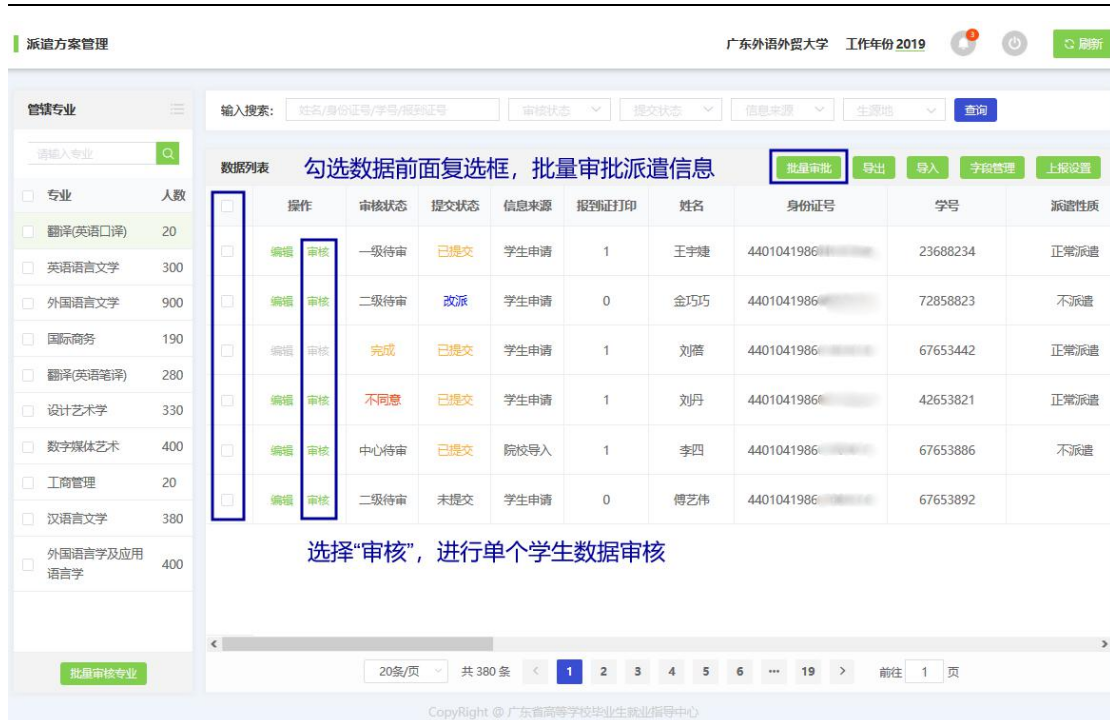 派遣方案管理 广东外语外贸大学 工作年份 2019 3 刷新
管辖专业
请输入专业
专业 人数
翻译(英语口译) 20
英语语言文学 300
外国语言文学 900
国际商务 190
翻译(英语笔译) 280
设计艺术学 330
数字媒体艺术 400
工商管理 20
汉语言文学 380
外国语言学及应用
语言学 400
批量审核专业
输入搜索: 姓名/身份证号/学号/报到证号 审核状态 提交状态 信息来源 生源地 查询
数据列表 勾选数据前面复选框，批量审批派遣信息 批量审批 导出 导入 字段管理 上报设置
操作 审核状态 提交状态 信息来源 报到证打印 姓名 身份证号 学号 派遣性质
编辑 审核 一级待审 已提交 学生申请 1 王宇婕 4401041986 23688234 正常派遣
编辑 审核 二级待审 改派 学生申请 0 金巧巧 4401041986 72858823 不派遣
编辑 审核 完成 已提交 学生申请 1 刘蓓 4401041986 67653442 正常派遣
编辑 审核 不同意 已提交 学生申请 1 刘丹 4401041986 42653821 正常派遣
编辑 审核 中心待审 已提交 院校导入 1 李四 4401041986 67653886 不派遣
编辑 审核 二级待审 未提交 学生申请 0 傅艺伟 4401041986 67653892
选择“审核”，进行单个学生数据审核
20条/页 共 380 条 < 1 2 3 4 5 6 ··· 19 > 前往 1 页
CopyRight @ 广东省高等学校毕业生就业指导中心